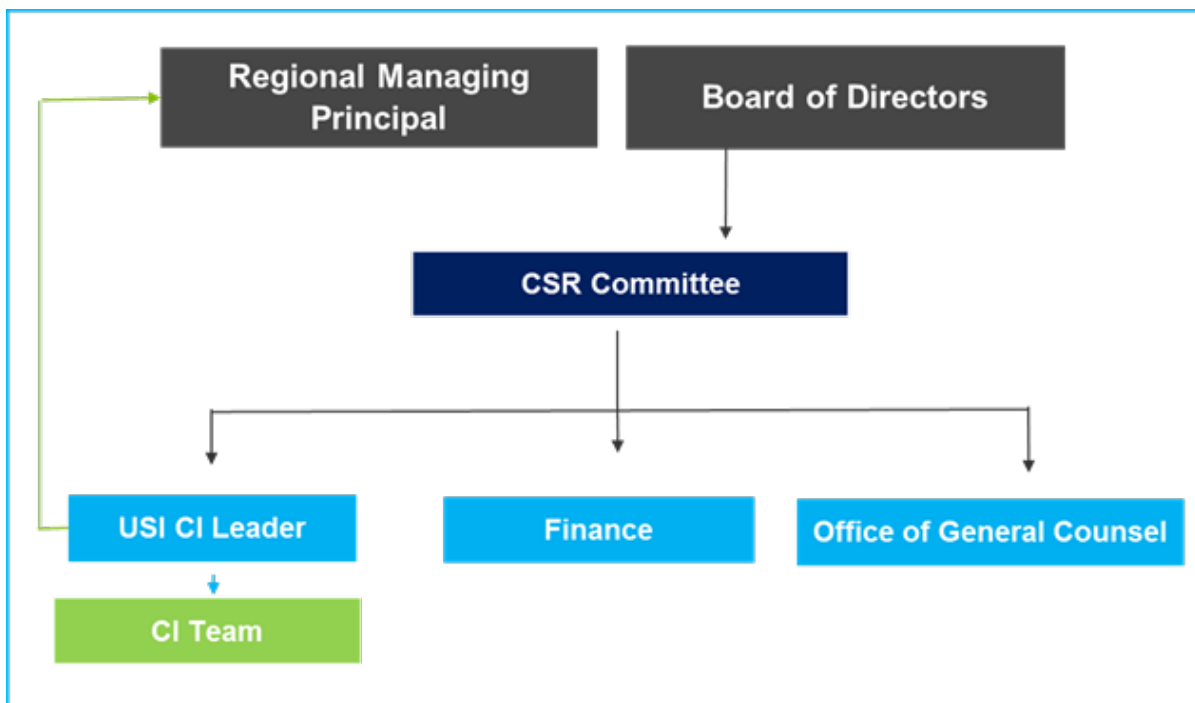 Regional Managing
Principal
Board of Directors
CSR Committee
USI CI Leader
Finance
Office of General Counsel
CI Team